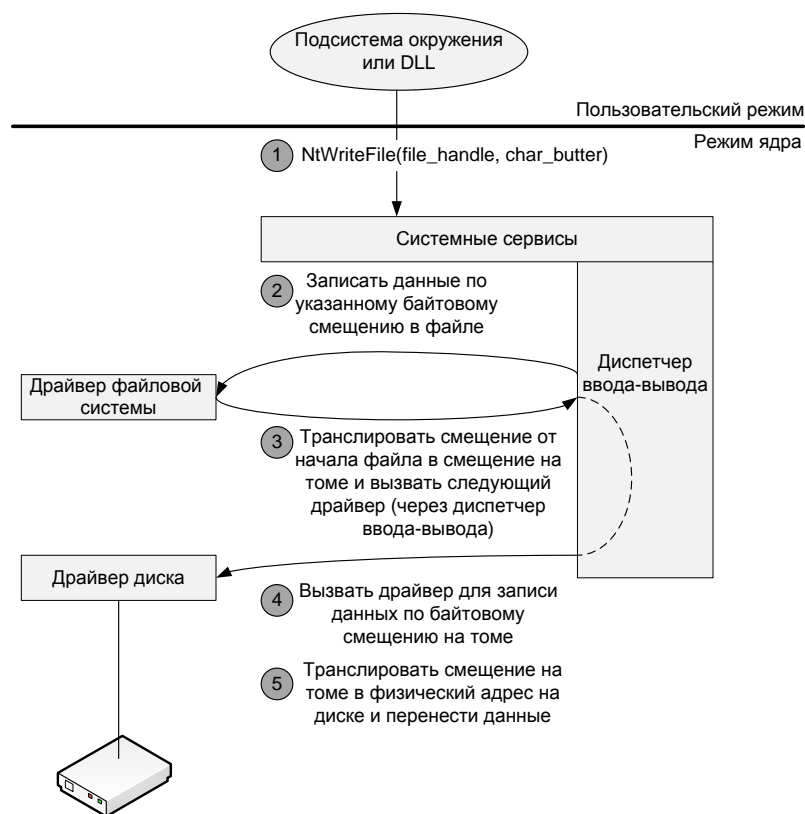 Подсистема окружения
или DLL
Пользовательский режим
Режим ядра
1 NtWriteFile(file_handle, char_butter)
Системные сервисы
2 Записать данные по
указанному байтовому
смещению в файле
Диспетчер
ввода-вывода
Драйвер файловой
системы
3 Транслировать смещение от
начала файла в смещение на
томе и вызвать следующий
драйвер (через диспетчер
ввода-вывода)
Драйвер диска
4 Вызвать драйвер для записи
данных по байтовому
смещению на томе
5 Транслировать смещение на
томе в физический адрес на
диске и перенести данные